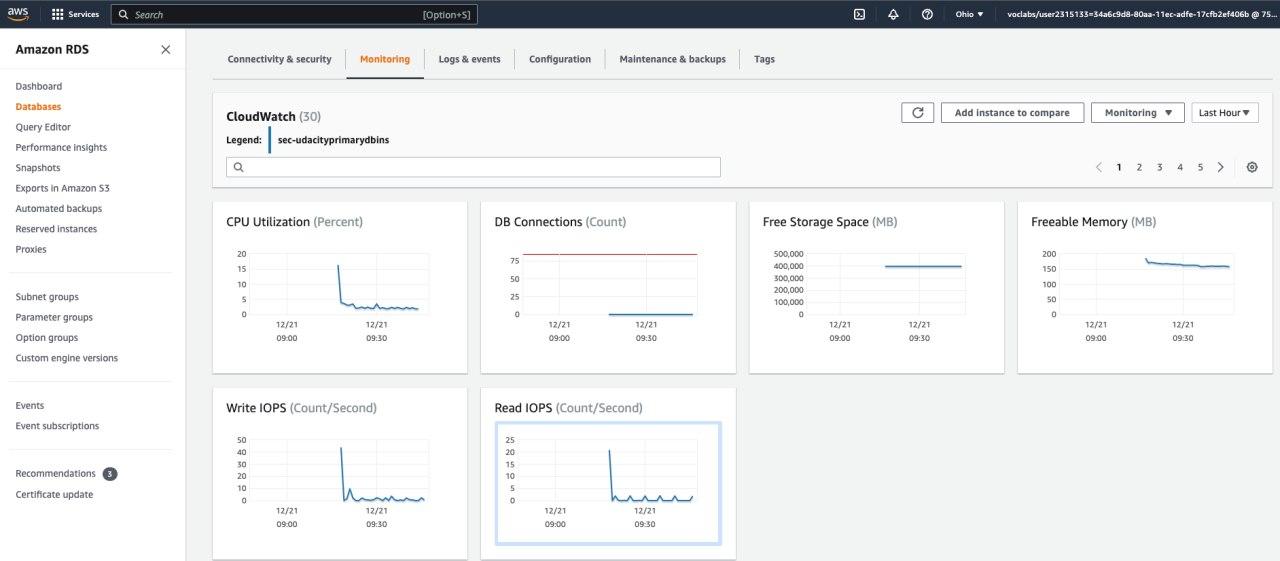 aws
Services
Search
[Option+S]
Ohio
voclabs/user2315133=34a6c9d8-80aa-11ec-adfe-17cfb2ef406b @ 75...
Amazon RDS
Dashboard
Databases
Query Editor
Performance insights
Snapshots
Exports in Amazon S3
Automated backups
Reserved instances
Proxies
Subnet groups
Parameter groups
Option groups
Custom engine versions
Events
Event subscriptions
Recommendations 3
Certificate update
Connectivity & security
Monitoring
Logs & events
Configuration
Maintenance & backups
Tags
CloudWatch (30)
Add instance to compare
Monitoring
Last Hour
Legend: sec-udacityprimarydbins
1 2 3 4 5
CPU Utilization (Percent)
20
15
10
5
0
12/21 12/21
09:00 09:30
DB Connections (Count)
75
50
25
0
12/21 12/21
09:00 09:30
Free Storage Space (MB)
500,000
400,000
300,000
200,000
100,000
0
12/21 12/21
09:00 09:30
Freeable Memory (MB)
200
150
100
50
0
12/21 12/21
09:00 09:30
Write IOPS (Count/Second)
50
40
30
20
10
0
12/21 12/21
09:00 09:30
Read IOPS (Count/Second)
25
20
15
10
5
0
12/21 12/21
09:00 09:30